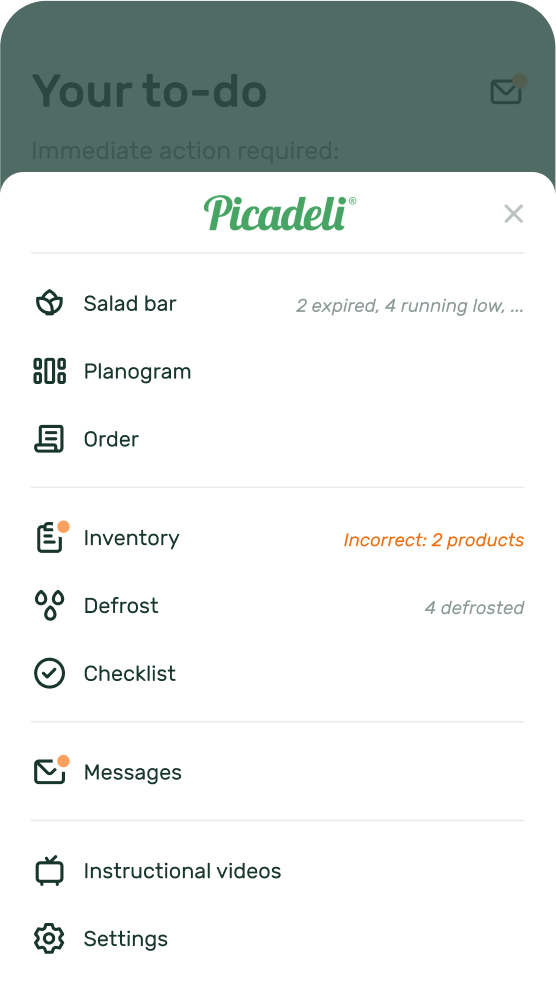 Your to-do
Immediate action required:
Picadeli®
Salad bar
2 expired, 4 running low, ...
Planogram
Order
Inventory
Incorrect: 2 products
Defrost
4 defrosted
Checklist
Messages
Instructional videos
Settings